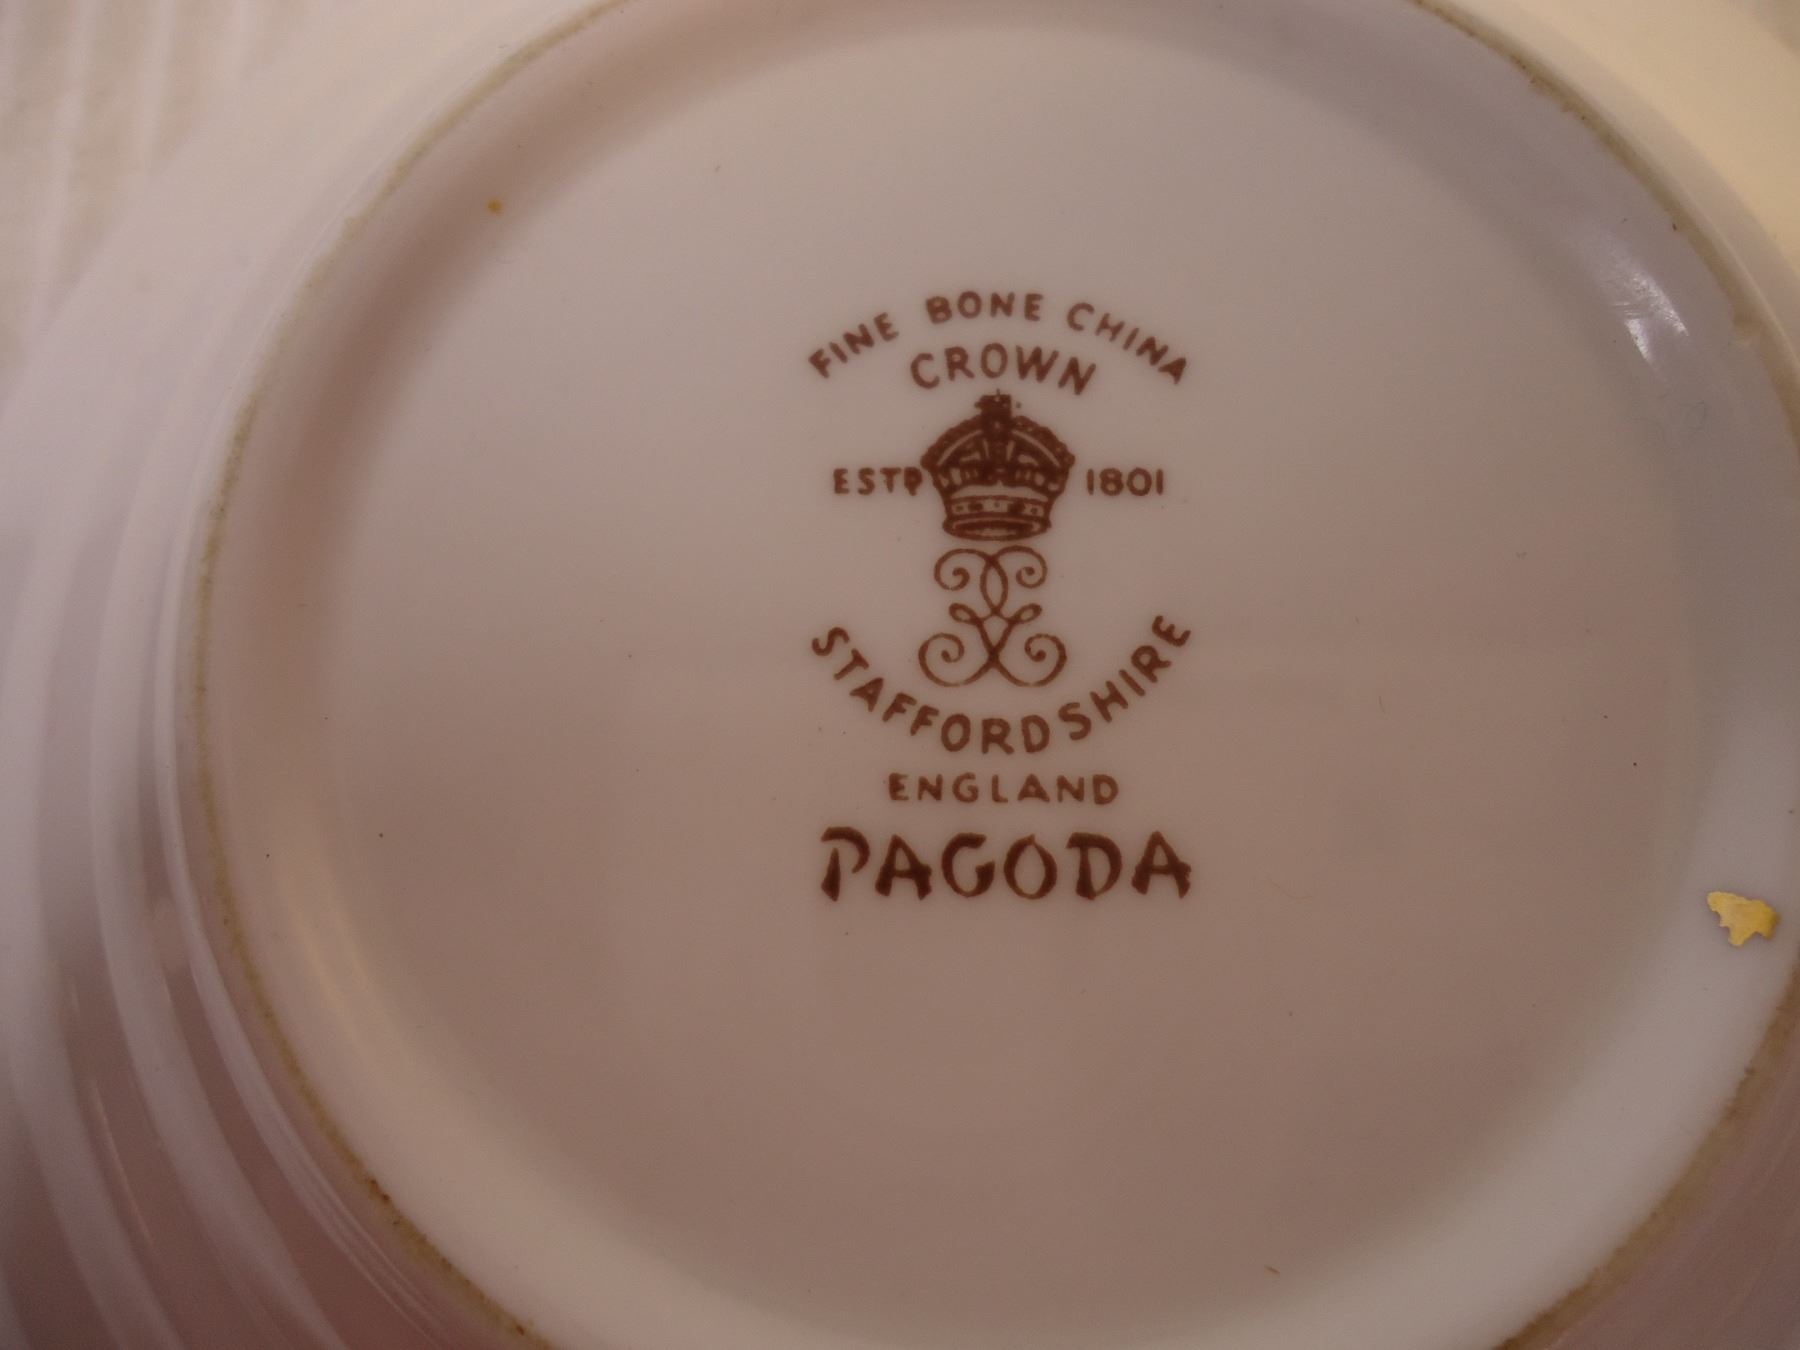 FINE BONE CHINA
CROWN
ESTD 1801
STAFFORDSHIRE
ENGLAND
PAGODA